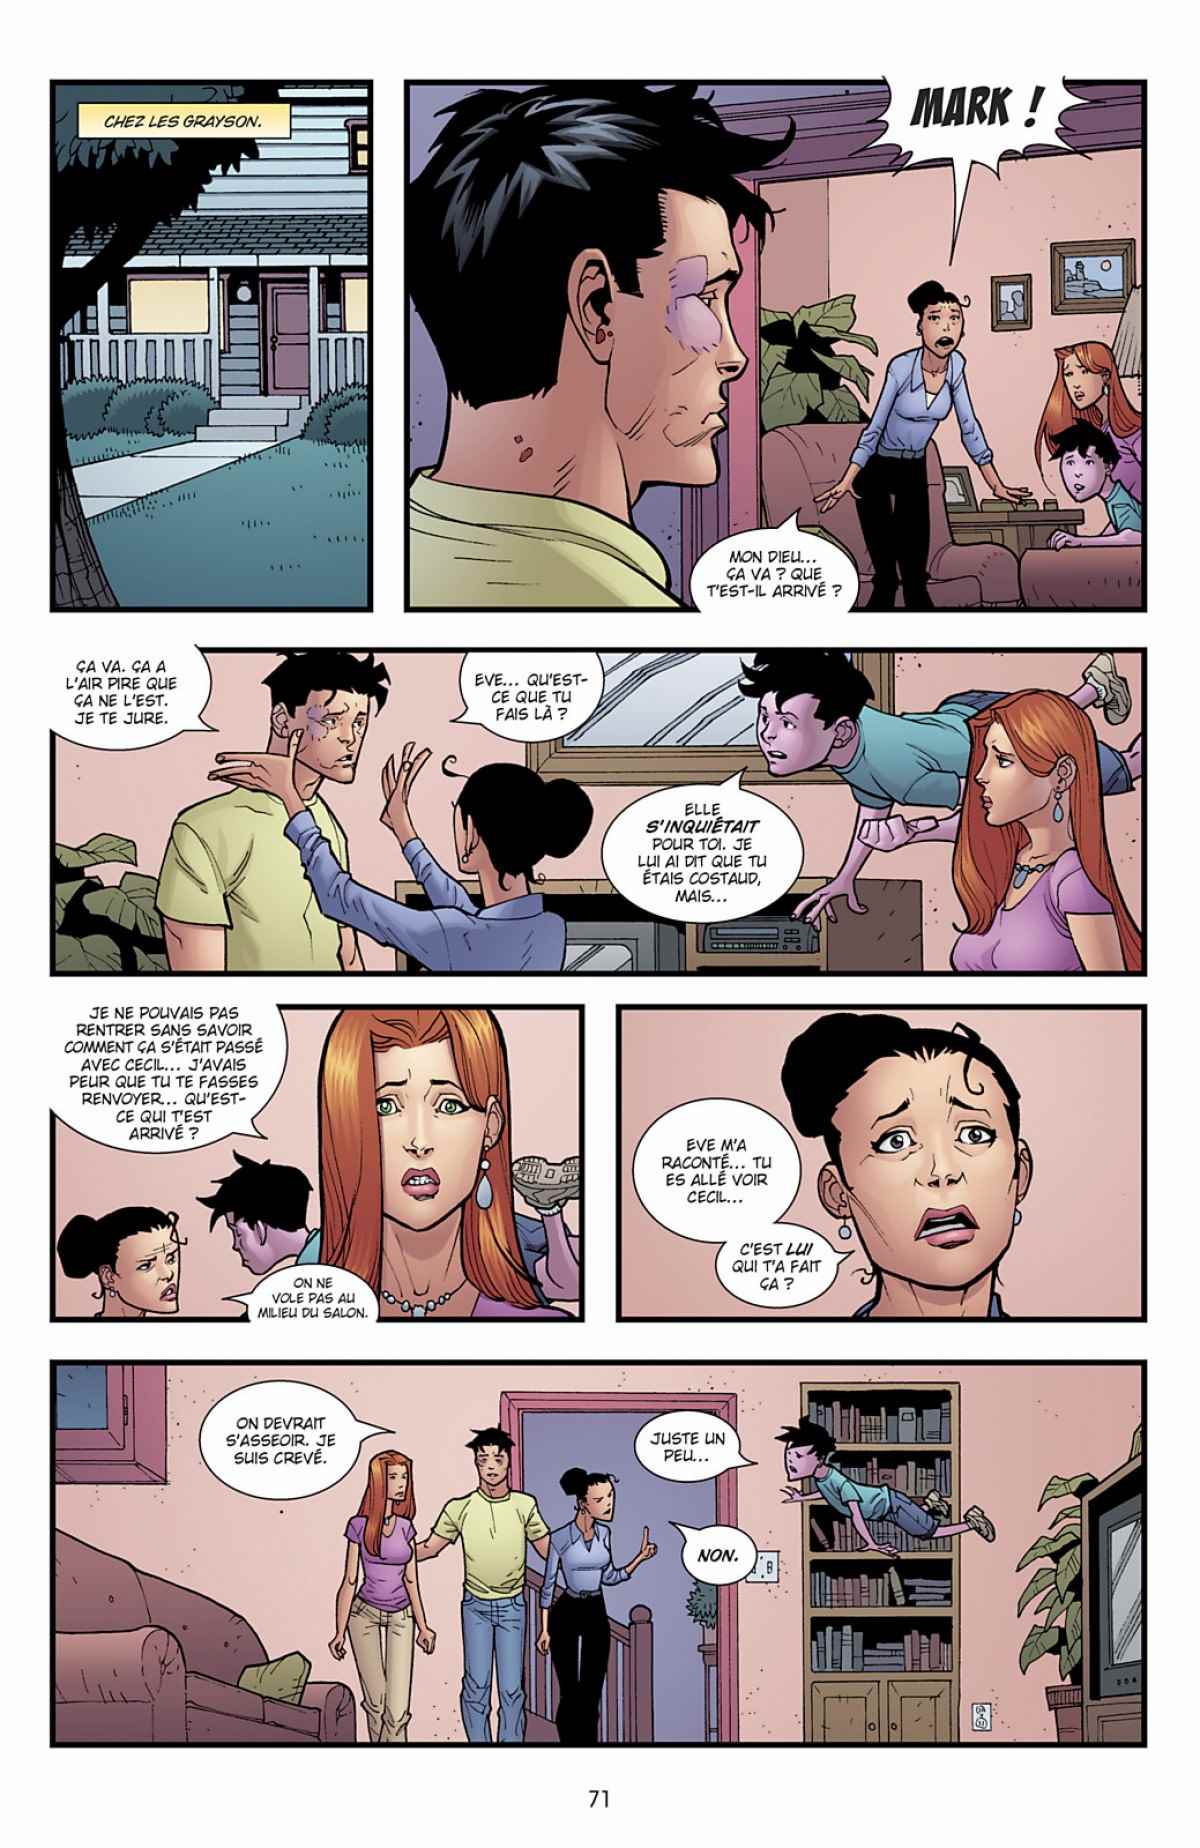 CHEZ LES GRAYSON.
MARK !
MON DIEU...
ÇA VA ? QUE
T'EST-IL ARRIVÉ ?
ÇA VA. ÇA A
L'AIR PIRE QUE
ÇA NE L'EST.
JE TE JURE.
EVE... QU'EST-
CE QUE TU
FAIS LÀ ?
ELLE
S'INQUIÉTAIT
POUR TOI. JE
LUI AI DIT QUE TU
ÉTAIS COSTAUD,
MAIS...
JE NE POUVAIS PAS
RENTRER SANS SAVOIR
COMMENT ÇA S'ÉTAIT PASSÉ
AVEC CECIL... J'AVAIS
PEUR QUE TU TE FASSES
RENVOYER... QU'EST-
CE QUI T'EST
ARRIVÉ ?
ON NE
VOLE PAS AU
MILIEU DU SALON.
EVE M'A
RACONTÉ... TU
ES ALLÉ VOIR
CECIL...
C'EST LUI
QUI T'A FAIT
ÇA ?
ON DEVRAIT
S'ASSEOIR. JE
SUIS CREVÉ.
JUSTE UN
PEU...
NON.
71